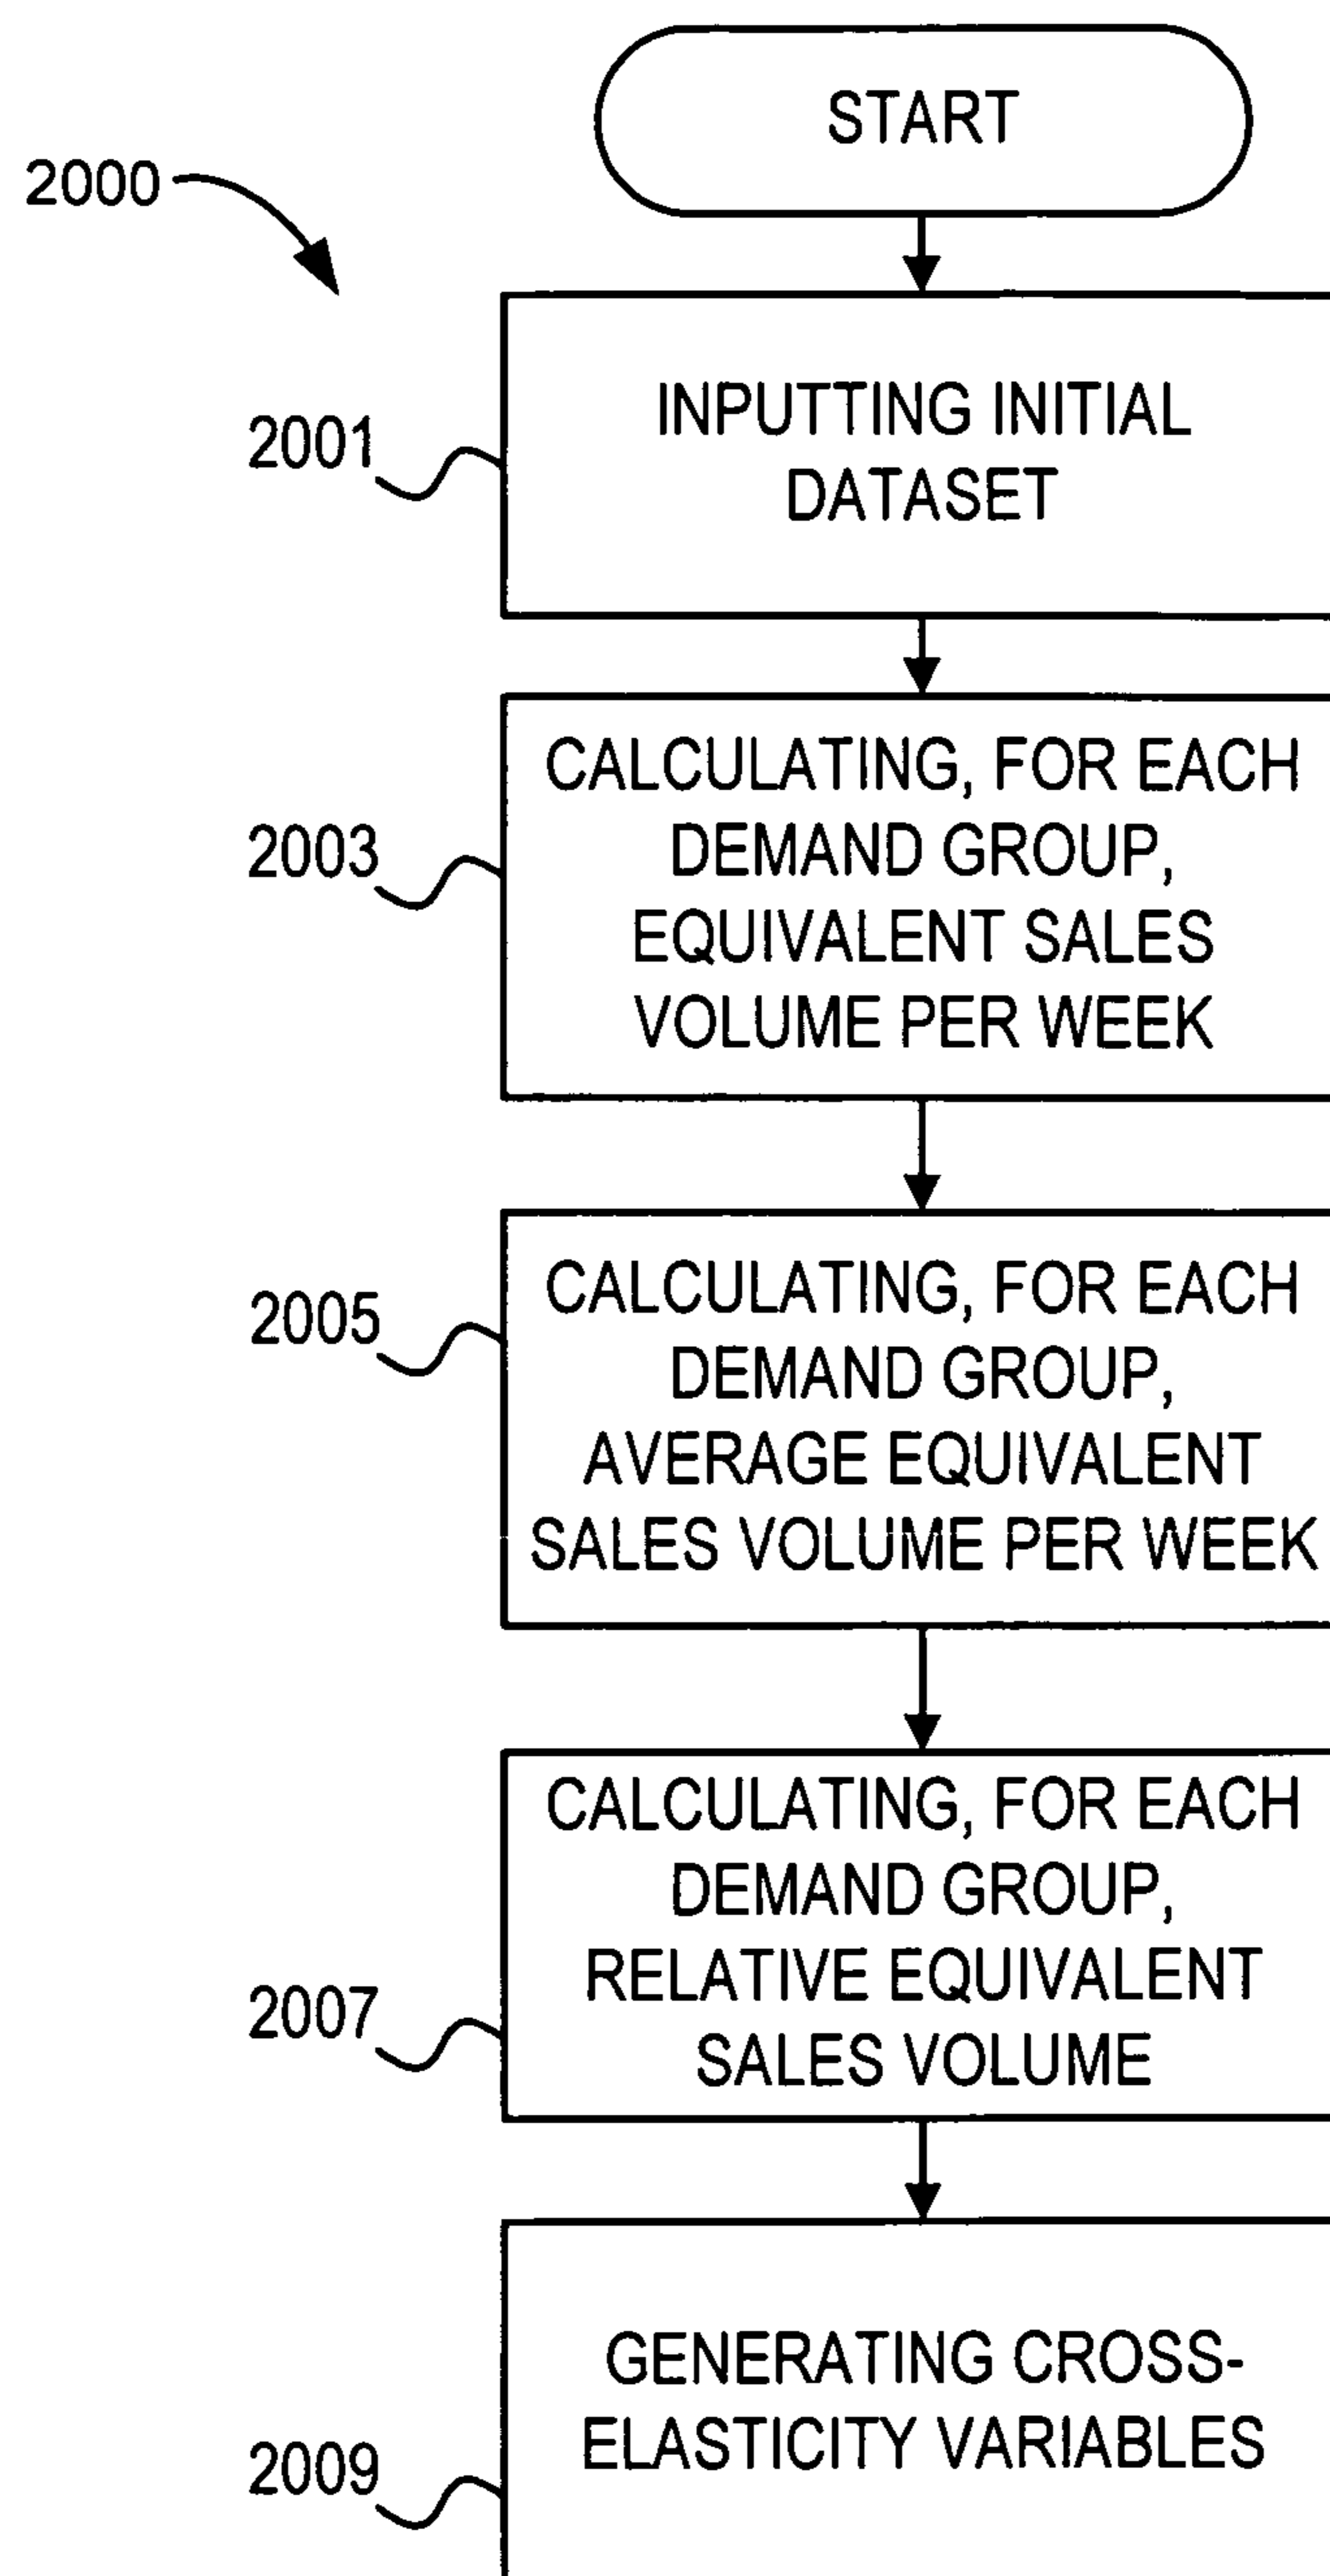 START
2000
INPUTTING INITIAL
DATASET
2001
CALCULATING, FOR EACH
DEMAND GROUP,
EQUIVALENT SALES
VOLUME PER WEEK
2003
CALCULATING, FOR EACH
DEMAND GROUP,
AVERAGE EQUIVALENT
SALES VOLUME PER WEEK
2005
CALCULATING, FOR EACH
DEMAND GROUP,
RELATIVE EQUIVALENT
SALES VOLUME
2007
GENERATING CROSS-
ELASTICITY VARIABLES
2009